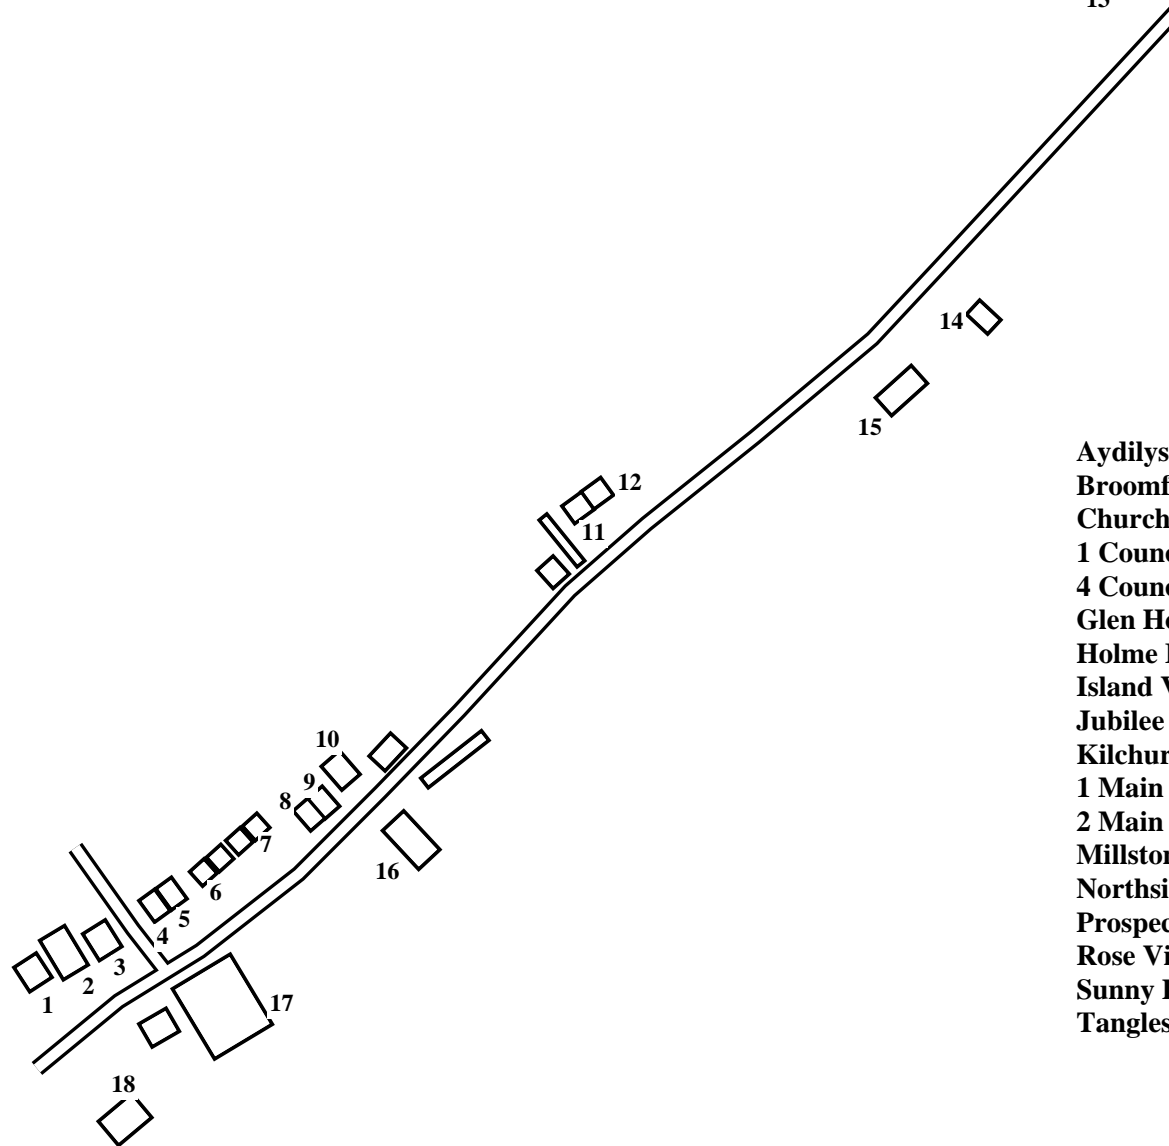 13
14
15
12
11
10
9
8
7
16
6
5
4
3
2
1
17
18
Aydilys
Broomf
Church
1 Counc
4 Counc
Glen Ho
Holme
Island V
Jubilee
Kilchur
1 Main
2 Main
Millston
Northsi
Prospec
Rose Vi
Sunny
Tangles